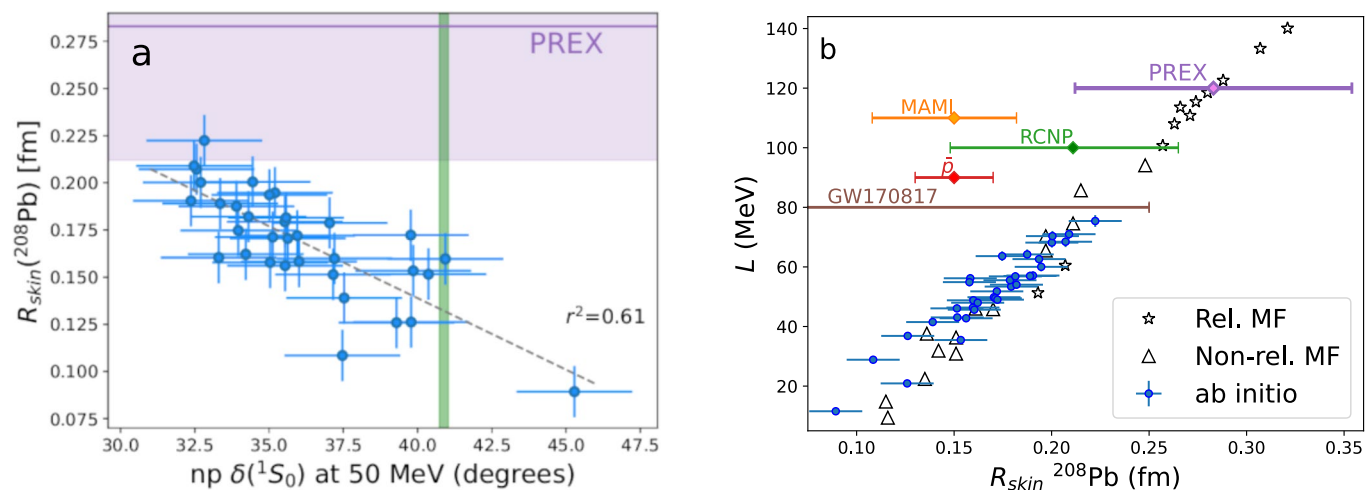 a
PREX
r²=0.61
0.275
0.250
0.225
0.200
0.175
0.150
0.125
0.100
0.075
R_skin(²⁰⁸Pb) [fm]
30.0 32.5 35.0 37.5 40.0 42.5 45.0 47.5
np δ(¹S₀) at 50 MeV (degrees)
b
PREX
MAMI
RCNP
p̄
GW170817
140
120
100
80
60
40
20
L (MeV)
Rel. MF
Non-rel. MF
ab initio
0.10 0.15 0.20 0.25 0.30 0.35
R_skin ²⁰⁸Pb (fm)